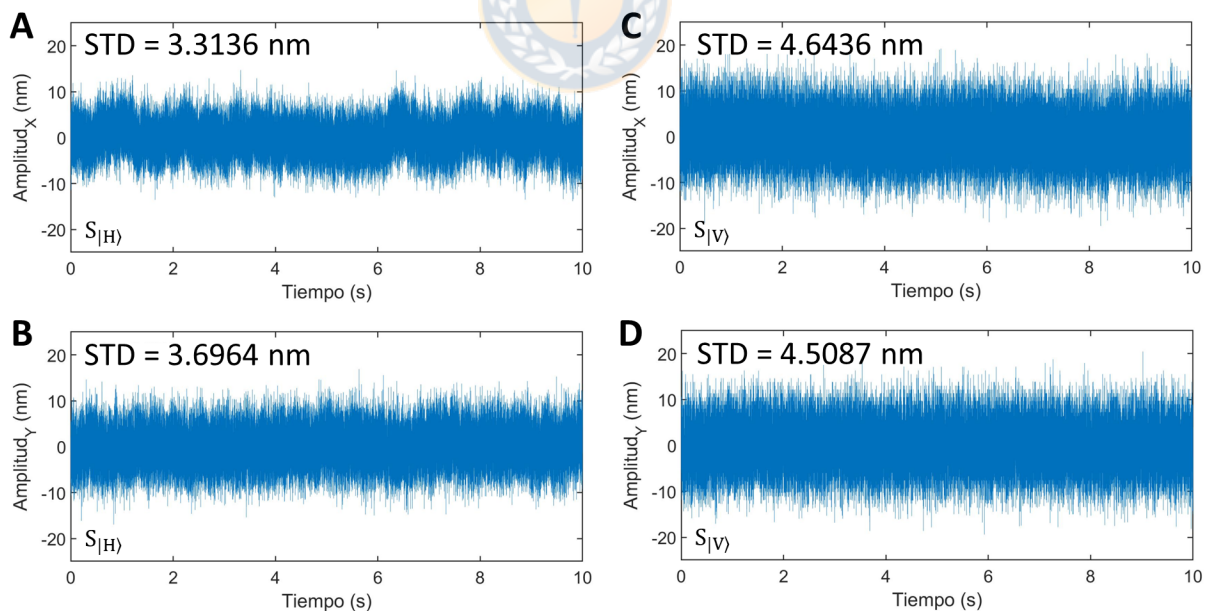 A
STD = 3.3136 nm
Amplitud_X (nm)
20
10
0
-10
-20
S_|H⟩
0 2 4 6 8 10
Tiempo (s)
B
STD = 3.6964 nm
Amplitud_Y (nm)
20
10
0
-10
-20
S_|H⟩
0 2 4 6 8 10
Tiempo (s)
C
STD = 4.6436 nm
Amplitud_X (nm)
20
10
0
-10
-20
S_|V⟩
0 2 4 6 8 10
Tiempo (s)
D
STD = 4.5087 nm
Amplitud_Y (nm)
20
10
0
-10
-20
S_|V⟩
0 2 4 6 8 10
Tiempo (s)